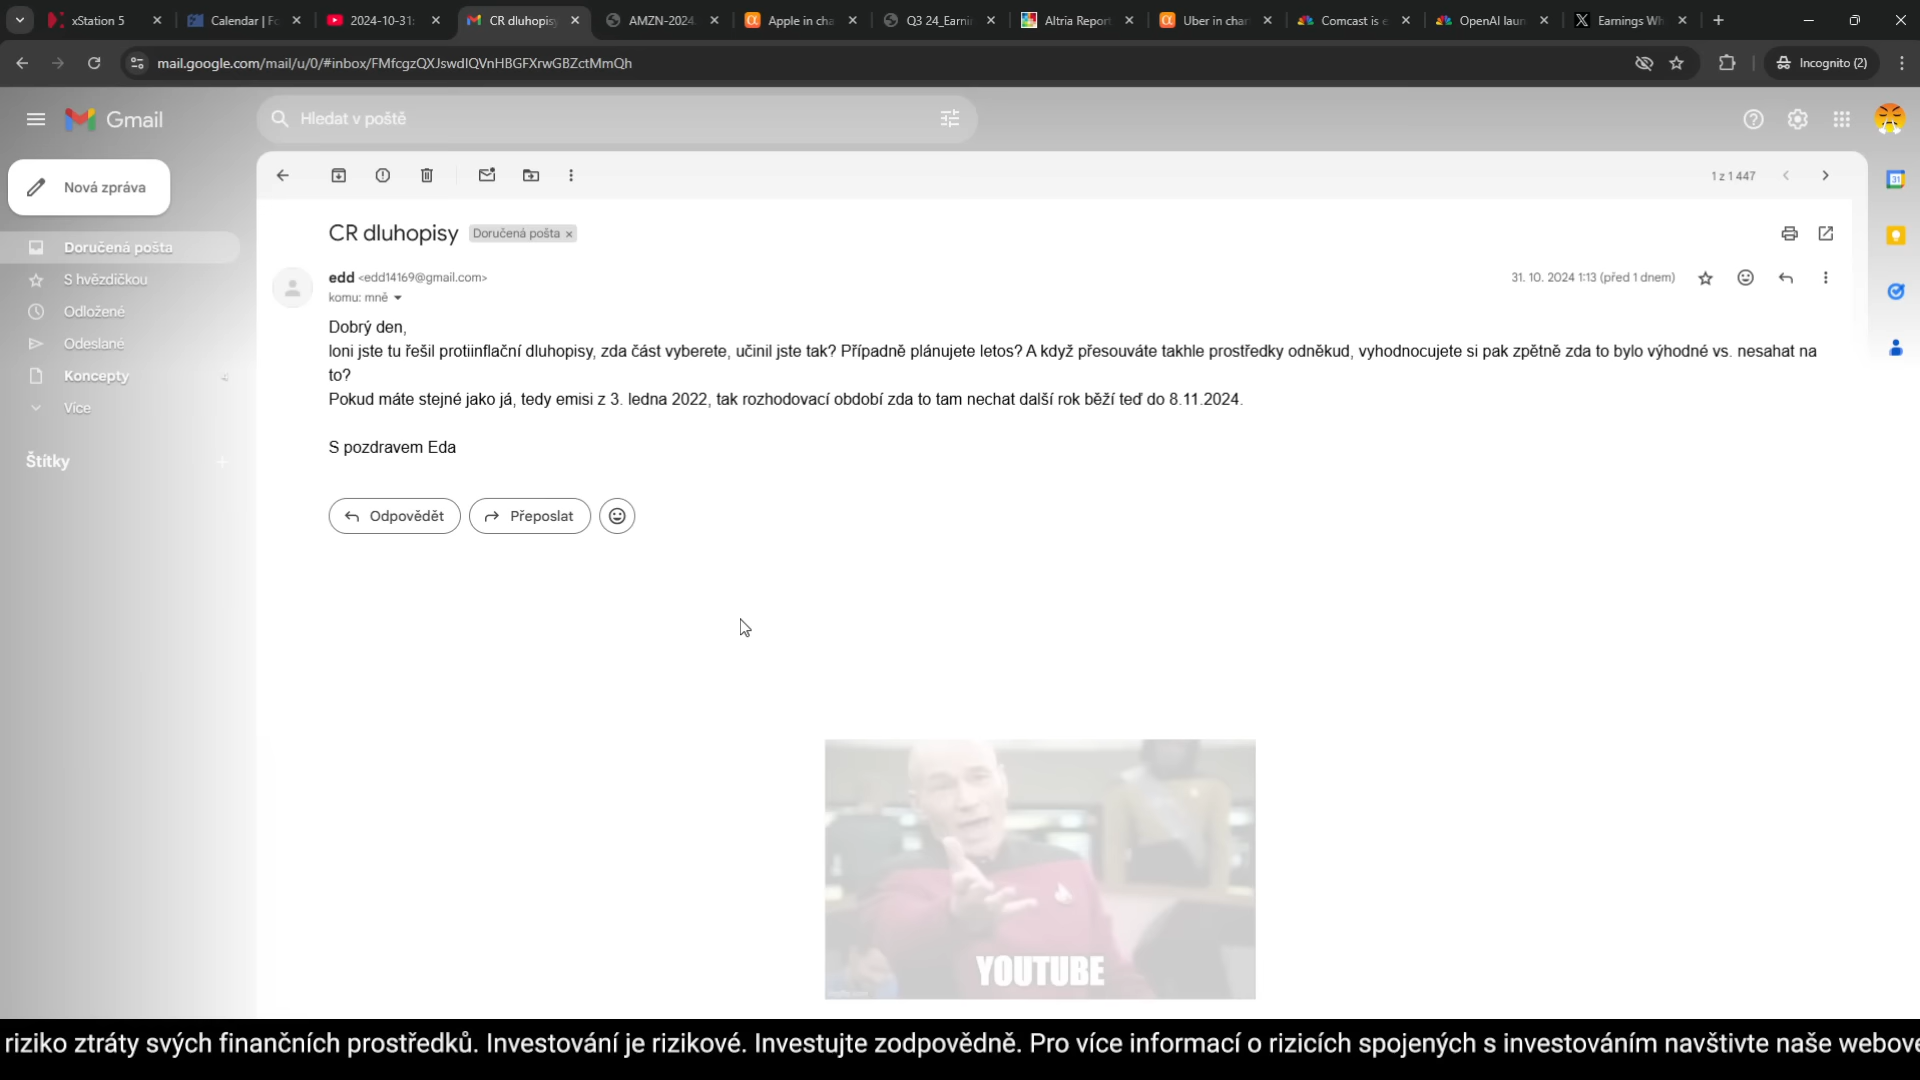 xStation 5
Calendar | Fo
2024-10-31:
CR dluhopisy
AMZN-2024
Apple in cha
Q3 24_Earni
Altria Report
Uber in char
Comcast is e
OpenAI laun
Earnings Wh
mail.google.com/mail/u/0/#inbox/FMfcgzQXJswdlQVnHBGFXrwGBZctMmQh
Incognito (2)
Gmail
Hledat v poště
Nová zpráva
1 z 1 447
CR dluhopisy
Doručená pošta ×
Doručená pošta
S hvězdičkou
Odložené
Odeslané
Koncepty
4
Více
Štítky
edd <edd14169@gmail.com>
31. 10. 2024 1:13 (před 1 dnem)
komu: mně
Dobrý den,
loni jste tu řešil protiinflační dluhopisy, zda část vyberete, učinil jste tak? Případně plánujete letos? A když přesouváte takhle prostředky odněkud, vyhodnocujete si pak zpětně zda to bylo výhodné vs. nesahat na
to?
Pokud máte stejné jako já, tedy emisi z 3. ledna 2022, tak rozhodovací období zda to tam nechat další rok běží teď do 8.11.2024.
S pozdravem Eda
Odpovědět
Přeposlat
YOUTUBE
riziko ztráty svých finančních prostředků. Investování je rizikové. Investujte zodpovědně. Pro více informací o rizicích spojených s investováním navštivte naše webové